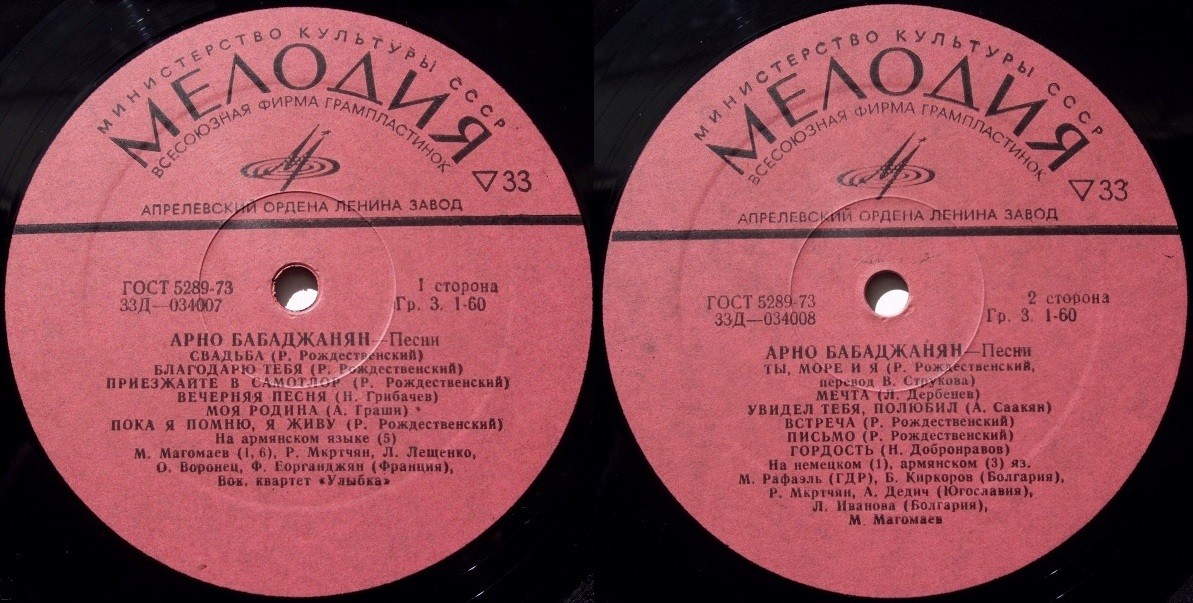 МИНИСТЕРСТВО КУЛЬТУРЫ СССР
МЕЛОДИЯ
ВСЕСОЮЗНАЯ ФИРМА ГРАМПЛАСТИНОК
▽33
АПРЕЛЕВСКИЙ ОРДЕНА ЛЕНИНА ЗАВОД
ГОСТ 5289-73
33Д—034007
1 сторона
Гр. 3. 1-60
АРНО БАБАДЖАНЯН—Песни
СВАДЬБА (Р. Рождественский)
БЛАГОДАРЮ ТЕБЯ (Р. Рождественский)
ПРИЕЗЖАЙТЕ В САМОТЛОР (Р. Рождественский)
ВЕЧЕРНЯЯ ПЕСНЯ (Н. Грибачев)
МОЯ РОДИНА (А. Граши)
ПОКА Я ПОМНЮ, Я ЖИВУ (Р. Рождественский)
На армянском языке (5)
М. Магомаев (1, 6), Р. Мкртчян, Л. Лещенко,
О. Воронец, Ф. Еорганджян (Франция),
Вок. квартет «Улыбка»
МИНИСТЕРСТВО КУЛЬТУРЫ СССР
МЕЛОДИЯ
ВСЕСОЮЗНАЯ ФИРМА ГРАМПЛАСТИНОК
▽33
АПРЕЛЕВСКИЙ ОРДЕНА ЛЕНИНА ЗАВОД
ГОСТ 5289-73
33Д—034008
2 сторона
Гр. 3. 1-60
АРНО БАБАДЖАНЯН—Песни
ТЫ, МОРЕ И Я (Р. Рождественский,
перевод В. Струкова)
МЕЧТА (Л. Дербенев)
УВИДЕЛ ТЕБЯ, ПОЛЮБИЛ (А. Саакян)
ВСТРЕЧА (Р. Рождественский)
ПИСЬМО (Р. Рождественский)
ГОРДОСТЬ (Н. Добронравов)
На немецком (1), армянском (3) яз.
М. Рафаэль (ГДР), Б. Киркоров (Болгария),
Р. Мкртчян, А. Дедич (Югославия),
Л. Иванова (Болгария),
М. Магомаев